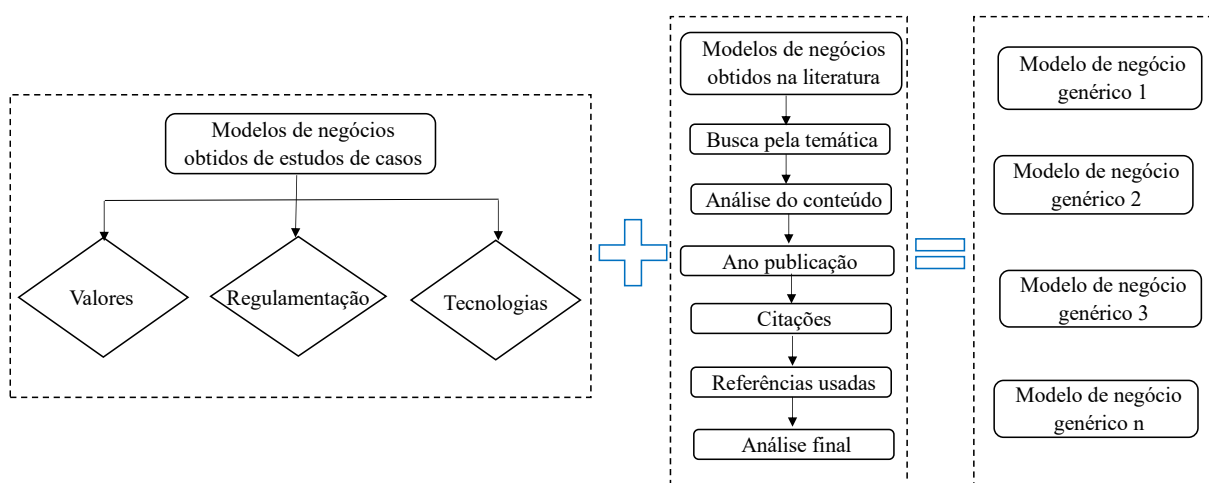 Modelos de negócios
obtidos de estudos de casos
Valores
Regulamentação
Tecnologias
Modelos de negócios
obtidos na literatura
Busca pela temática
Análise do conteúdo
Ano publicação
Citações
Referências usadas
Análise final
Modelo de negócio
genérico 1
Modelo de negócio
genérico 2
Modelo de negócio
genérico 3
Modelo de negócio
genérico n